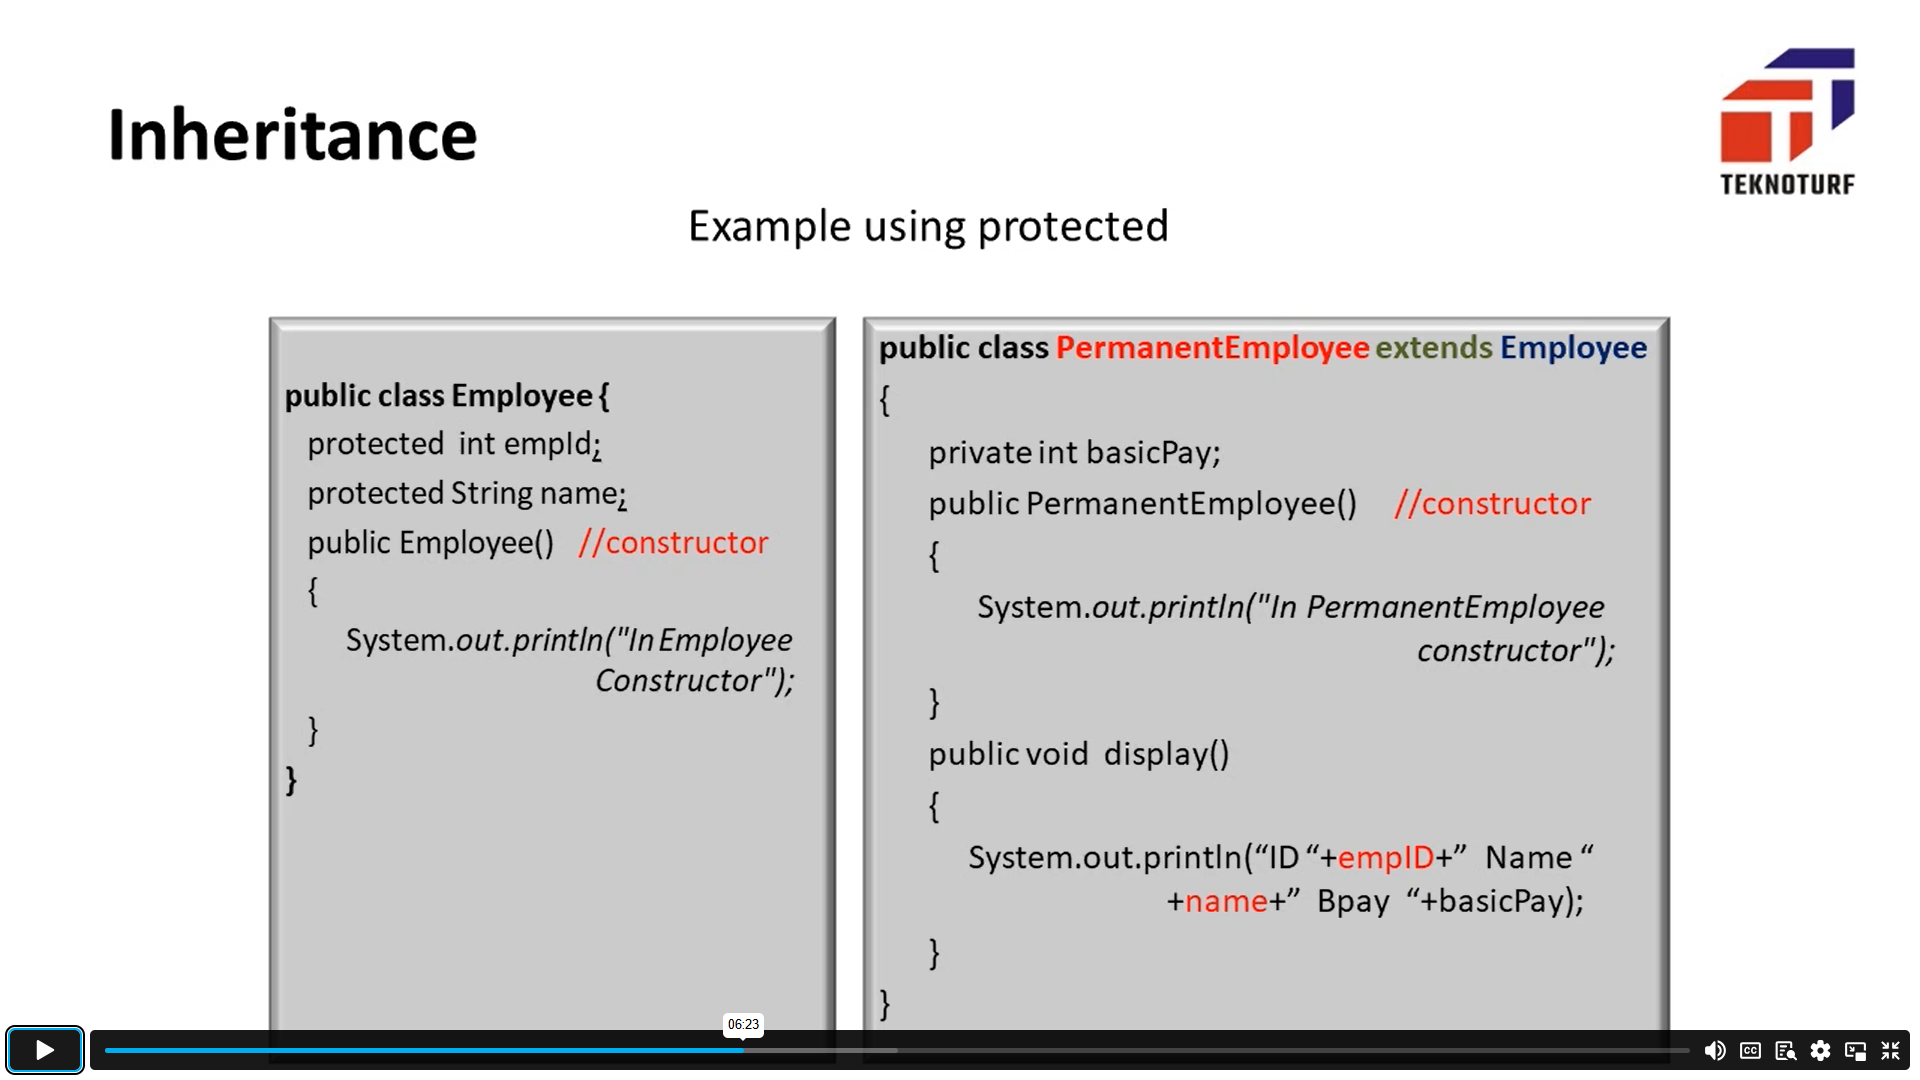 Inheritance
TEKNOTURF
Example using protected
public class Employee {
protected int empId;
protected String name;
public Employee() //constructor
{
System.out.println("In Employee
Constructor");
}
}
public class PermanentEmployee extends Employee
{
private int basicPay;
public PermanentEmployee() //constructor
{
System.out.println("In PermanentEmployee
constructor");
}
public void display()
{
System.out.println(“ID “+empID+” Name “
+name+” Bpay “+basicPay);
}
}
06:23
CC